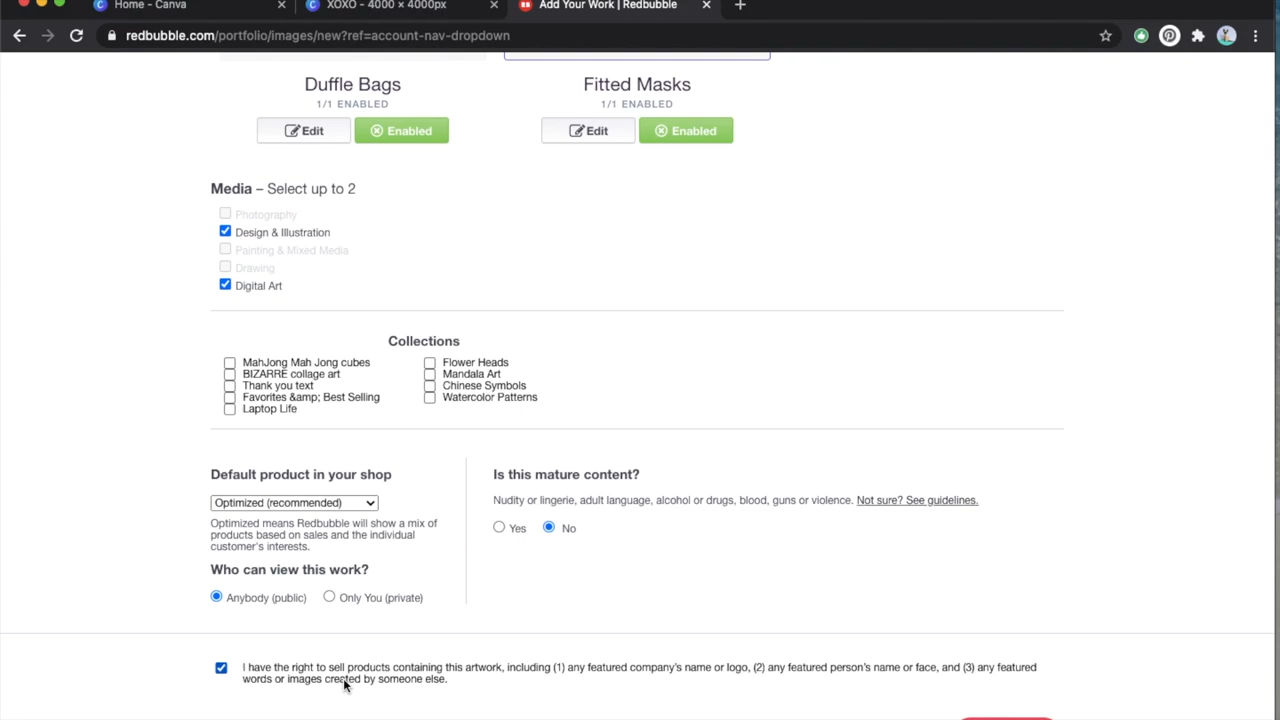 Home - Canva
XOXO - 4000 × 4000px
Add Your Work | Redbubble
redbubble.com/portfolio/images/new?ref=account-nav-dropdown
Duffle Bags
Fitted Masks
1/1 ENABLED
1/1 ENABLED
Edit
Enabled
Edit
Enabled
Media – Select up to 2
Photography
Design & Illustration
Painting & Mixed Media
Drawing
Digital Art
Collections
MahJong Mah Jong cubes
BIZARRE collage art
Thank you text
Favorites &amp; Best Selling
Laptop Life
Flower Heads
Mandala Art
Chinese Symbols
Watercolor Patterns
Default product in your shop
Optimized (recommended)
Optimized means Redbubble will show a mix of
products based on sales and the individual
customer's interests.
Who can view this work?
Anybody (public)
Only You (private)
Is this mature content?
Nudity or lingerie, adult language, alcohol or drugs, blood, guns or violence. Not sure? See guidelines.
Yes
No
I have the right to sell products containing this artwork, including (1) any featured company's name or logo, (2) any featured person's name or face, and (3) any featured
words or images created by someone else.